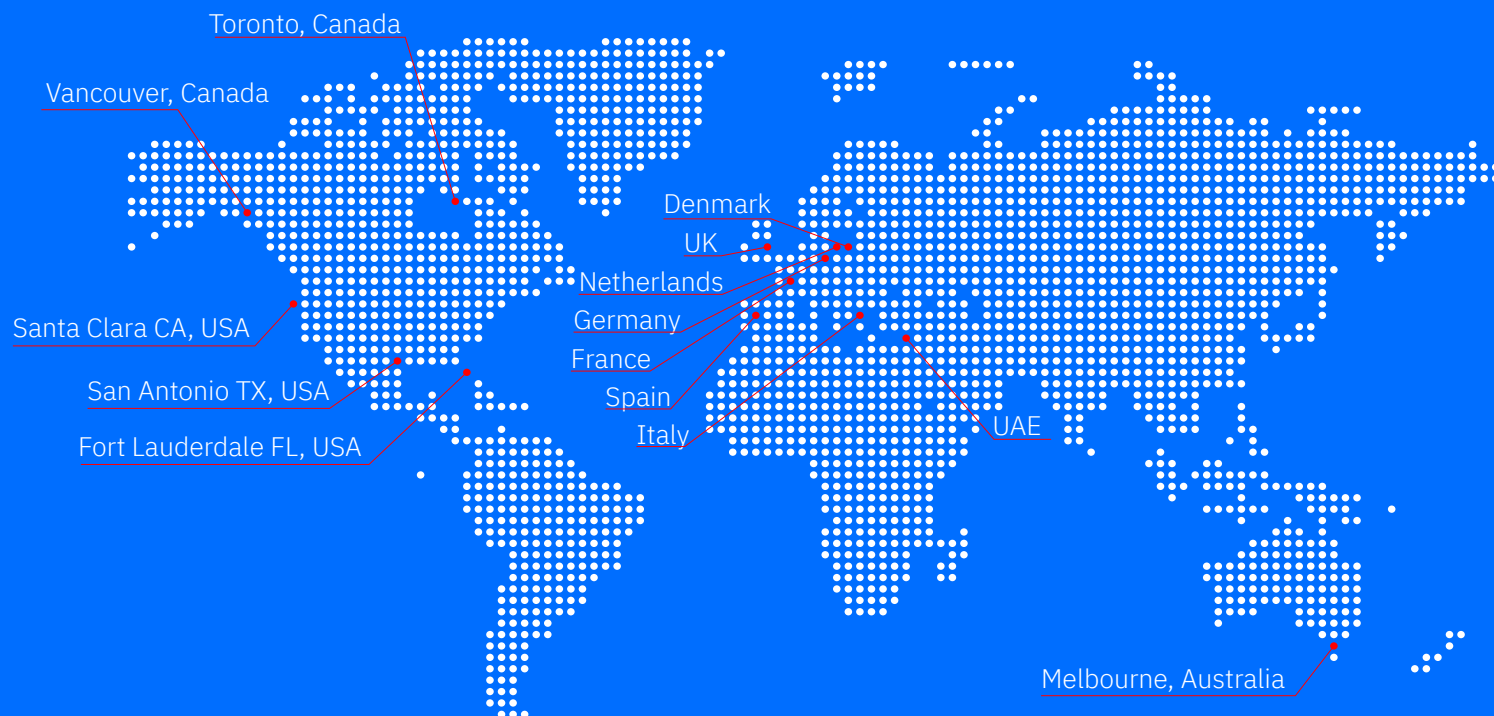 Toronto, Canada
Vancouver, Canada
Denmark
UK
Netherlands
Germany
Santa Clara CA, USA
France
San Antonio TX, USA
Spain
UAE
Italy
Fort Lauderdale FL, USA
Melbourne, Australia